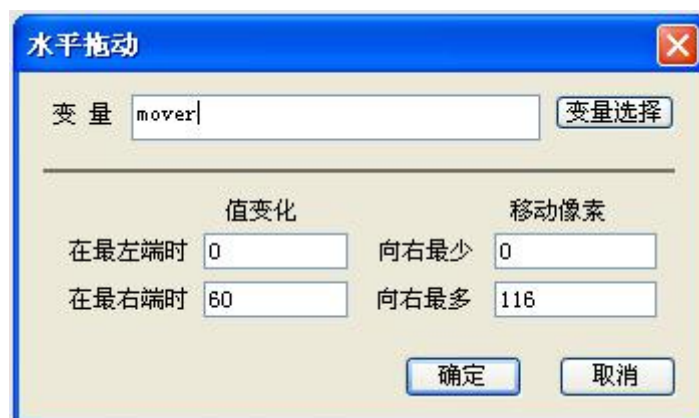 水平拖动
变 量 mover 变量选择
值变化 移动像素
在最左端时 0 向右最少 0
在最右端时 60 向右最多 116
确定 取消